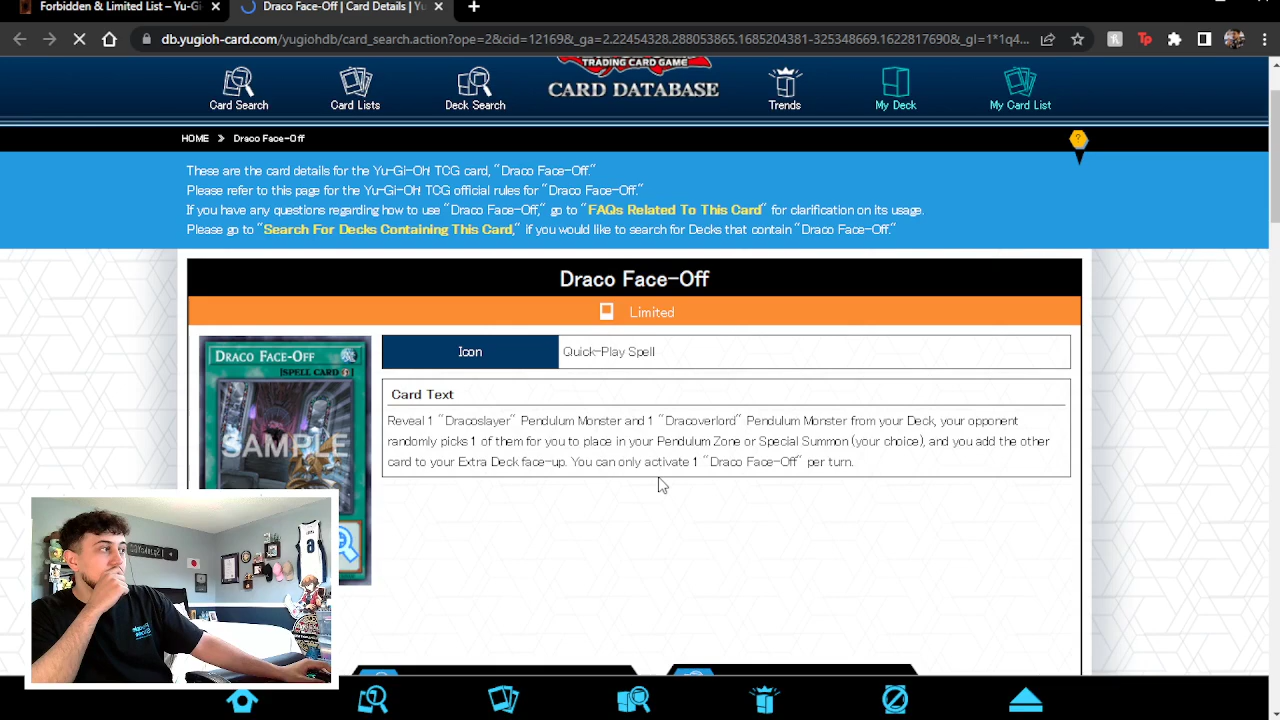 Forbidden & Limited List – Yu-Gi
Draco Face-Off | Card Details | Yu
db.yugioh-card.com/yugiohdb/card_search.action?ope=2&cid=12169&_ga=2.22454328.288053865.1685204381-325348669.1622817690&_gl=1*1q4...
TRADING CARD GAME
CARD DATABASE
Card Search
Card Lists
Deck Search
Trends
My Deck
My Card List
HOME » Draco Face-Off
These are the card details for the Yu-Gi-Oh! TCG card, "Draco Face-Off."
Please refer to this page for the Yu-Gi-Oh! TCG official rules for "Draco Face-Off."
If you have any questions regarding how to use "Draco Face-Off," go to "FAQs Related To This Card" for clarification on its usage.
Please go to "Search For Decks Containing This Card," if you would like to search for Decks that contain "Draco Face-Off."
Draco Face-Off
Limited
DRACO FACE-OFF
[SPELL CARD]
SAMPLE
Icon
Quick-Play Spell
Card Text
Reveal 1 "Dracoslayer" Pendulum Monster and 1 "Dracoverlord" Pendulum Monster from your Deck, your opponent
randomly picks 1 of them for you to place in your Pendulum Zone or Special Summon (your choice), and you add the other
card to your Extra Deck face-up. You can only activate 1 "Draco Face-Off" per turn.